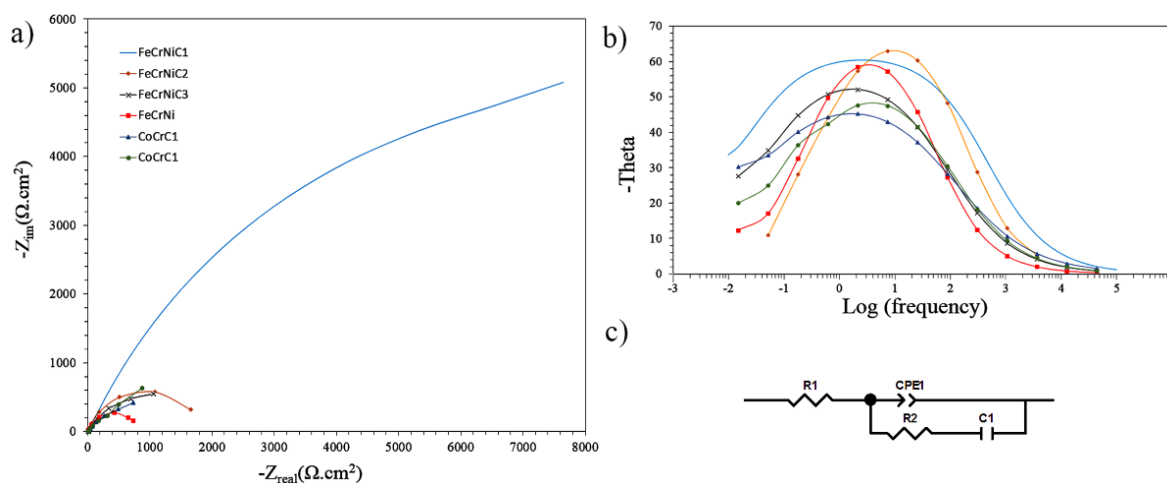 a)
6000
5000
4000
3000
2000
1000
0
-Zim(Ω.cm²)
0 1000 2000 3000 4000 5000 6000 7000 8000
-Zreal(Ω.cm²)
FeCrNiC1
FeCrNiC2
FeCrNiC3
FeCrNi
CoCrC1
CoCrC1
b)
70
60
50
40
30
20
10
0
-Theta
-3 -2 -1 0 1 2 3 4 5
Log (frequency)
c)
R1 CPE1
R2 C1